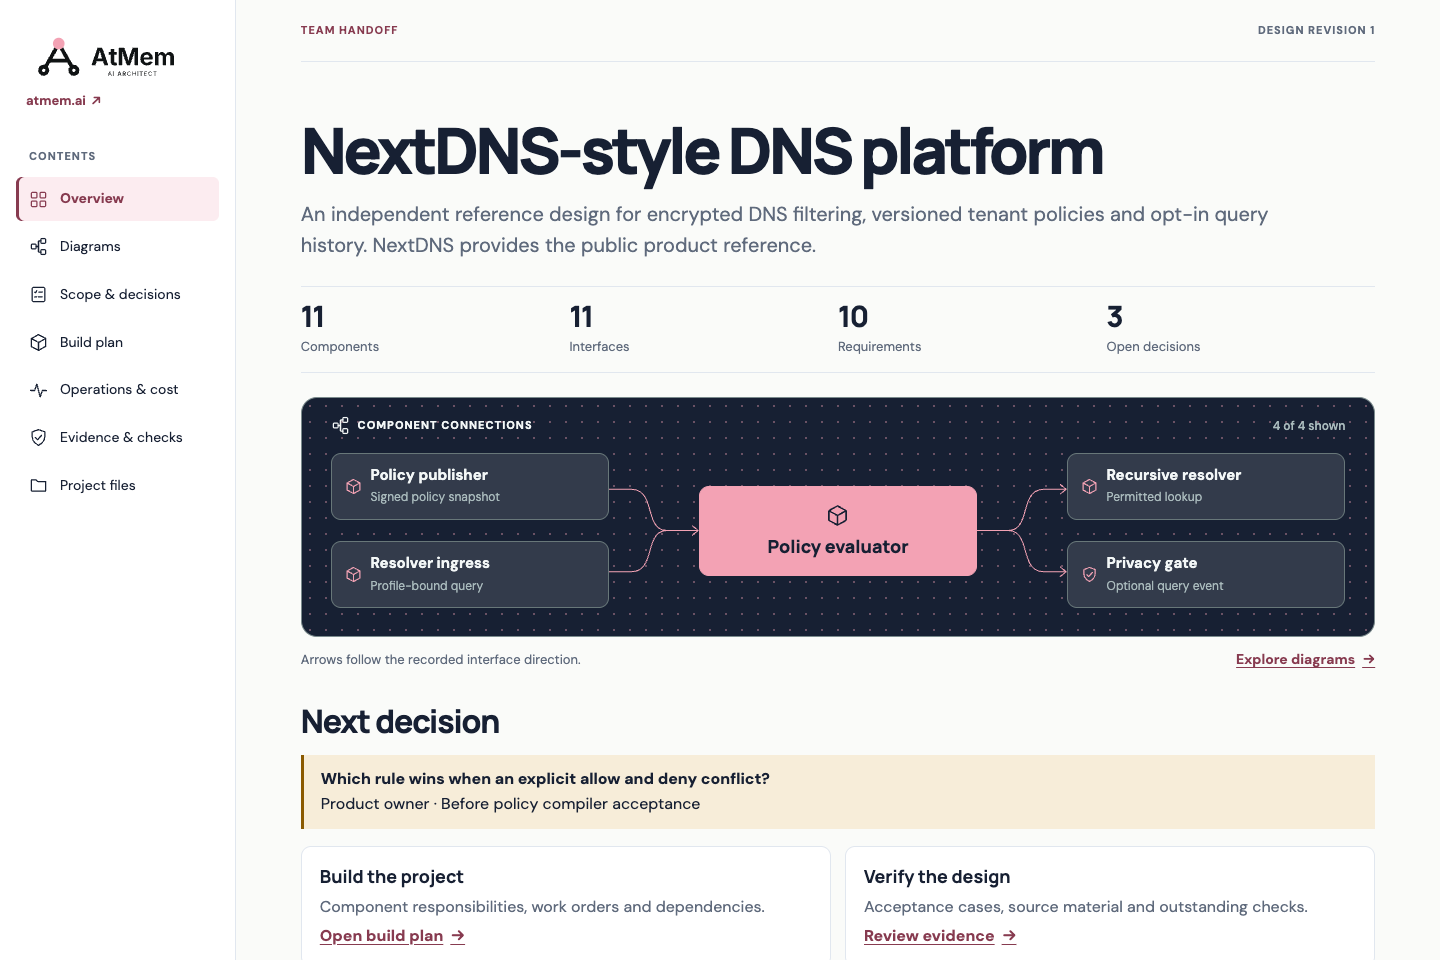 AtMem
AI ARCHITECT
atmem.ai ↗
CONTENTS
Overview
Diagrams
Scope & decisions
Build plan
Operations & cost
Evidence & checks
Project files
TEAM HANDOFF
DESIGN REVISION 1
NextDNS-style DNS platform
An independent reference design for encrypted DNS filtering, versioned tenant policies and opt-in query
history. NextDNS provides the public product reference.
11
Components
11
Interfaces
10
Requirements
3
Open decisions
COMPONENT CONNECTIONS
4 of 4 shown
Policy publisher
Signed policy snapshot
Resolver ingress
Profile-bound query
Policy evaluator
Recursive resolver
Permitted lookup
Privacy gate
Optional query event
Arrows follow the recorded interface direction.
Explore diagrams →
Next decision
Which rule wins when an explicit allow and deny conflict?
Product owner · Before policy compiler acceptance
Build the project
Component responsibilities, work orders and dependencies.
Open build plan →
Verify the design
Acceptance cases, source material and outstanding checks.
Review evidence →